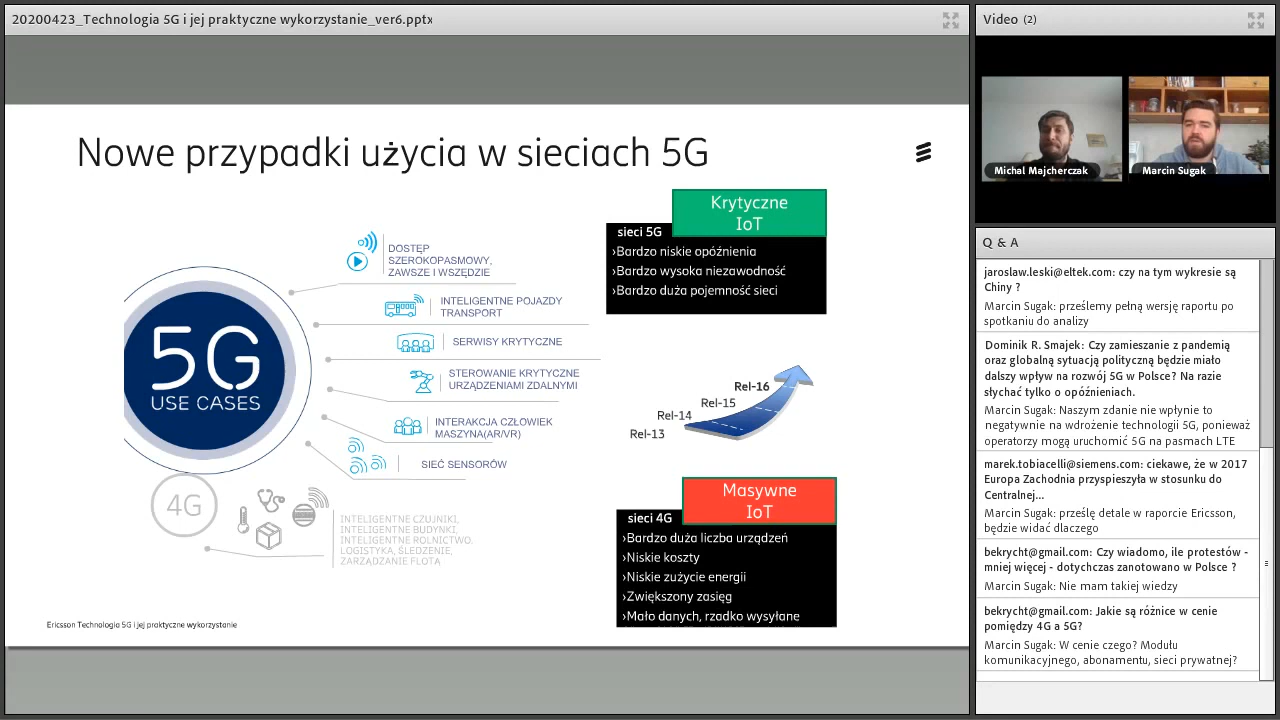 20200423_Technologia 5G i jej praktyczne wykorzystanie_ver6.pptx
Nowe przypadki użycia w sieciach 5G
5G
USE CASES
DOSTĘP
SZEROKOPASMOWY,
ZAWSZE I WSZĘDZIE
INTELIGENTNE POJAZDY
TRANSPORT
SERWISY KRYTYCZNE
STEROWANIE KRYTYCZNE
URZĄDZENIAMI ZDALNYMI
INTERAKCJA CZŁOWIEK
MASZYNA(AR/VR)
SIEĆ SENSORÓW
4G
INTELIGENTNE CZUJNIKI,
INTELIGENTNE BUDYNKI,
INTELIGENTNE ROLNICTWO.
LOGISTYKA, ŚLEDZENIE,
ZARZĄDZANIE FLOTA
Krytyczne
IoT
sieci 5G
›Bardzo niskie opóźnienia
›Bardzo wysoka niezawodność
›Bardzo duża pojemność sieci
Rel-16
Rel-15
Rel-14
Rel-13
Masywne
IoT
sieci 4G
›Bardzo duża liczba urządzeń
›Niskie koszty
›Niskie zużycie energii
›Zwiększony zasięg
›Mało danych, rzadko wysyłane
Ericsson Technologia 5G i jej praktyczne wykorzystanie
Video (2)
Michal Majcherczak
Marcin Sugak
Q & A
jaroslaw.leski@eltek.com: czy na tym wykresie są
Chiny ?
Marcin Sugak: prześlemy pełną wersję raportu po
spotkaniu do analizy
Dominik R. Smajek: Czy zamieszanie z pandemią
oraz globalną sytuacją polityczną będzie miało
dalszy wpływ na rozwój 5G w Polsce? Na razie
słychać tylko o opóźnieniach.
Marcin Sugak: Naszym zdanie nie wpłynie to
negatywnie na wdrożenie technologii 5G, ponieważ
operatorzy mogą uruchomić 5G na pasmach LTE
marek.tobiacelli@siemens.com: ciekawe, że w 2017
Europa Zachodnia przyspieszyła w stosunku do
Centralnej...
Marcin Sugak: prześlę detale w raporcie Ericsson,
będzie widać dlaczego
bekrycht@gmail.com: Czy wiadomo, ile protestów -
mniej więcej - dotychczas zanotowano w Polsce ?
Marcin Sugak: Nie mam takiej wiedzy
bekrycht@gmail.com: Jakie są różnice w cenie
pomiędzy 4G a 5G?
Marcin Sugak: W cenie czego? Modułu
komunikacyjnego, abonamentu, sieci prywatnej?